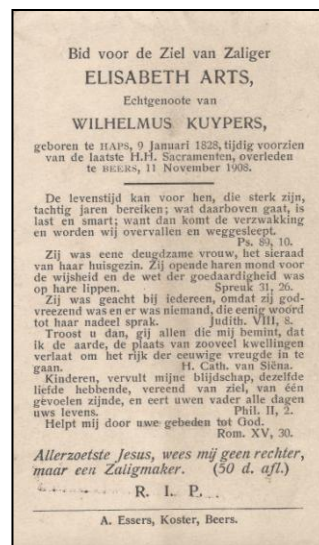 Bid voor de Ziel van Zaliger
ELISABETH ARTS,
Echtgenoote van
WILHELMUS KUYPERS,
geboren te HAPS, 9 Januari 1828, tijdig voorzien
van de laatste H.H. Sacramenten, overleden
te BEERS, 11 November 1908.
De levenstijd kan voor hen, die sterk zijn,
tachtig jaren bereiken; wat daarboven gaat, is
last en smart; want dan komt de verzwakking
en worden wij overvallen en weggesleept.
Ps. 89, 10.
Zij was eene deugdzame vrouw, het sieraad
van haar huisgezin. Zij opende haren mond voor
de wijsheid en de wet der goedaardigheid was
op hare lippen. Spreuk 31, 26.
Zij was geacht bij iedereen, omdat zij god-
vreezend was en er was niemand, die eenig woord
tot haar nadeel sprak. Judith. VIII, 8.
Troost u dan, gij allen die mij bemint, dat
ik de aarde, de plaats van zooveel kwellingen
verlaat om het rijk der eeuwige vreugde in te
gaan. H. Cath. van Siëna.
Kinderen, vervult mijne blijdschap, dezelfde
liefde hebbende, vereend van ziel, van één
gevoelen zijnde, en eert uwen vader alle dagen
uws levens. Phil. II, 2.
Helpt mij door uwe gebeden tot God.
Rom. XV, 30.
Allerzoetste Jesus, wees mij geen rechter,
maar een Zaligmaker. (50 d. afl.)
R. I. P.
A. Essers, Koster, Beers.